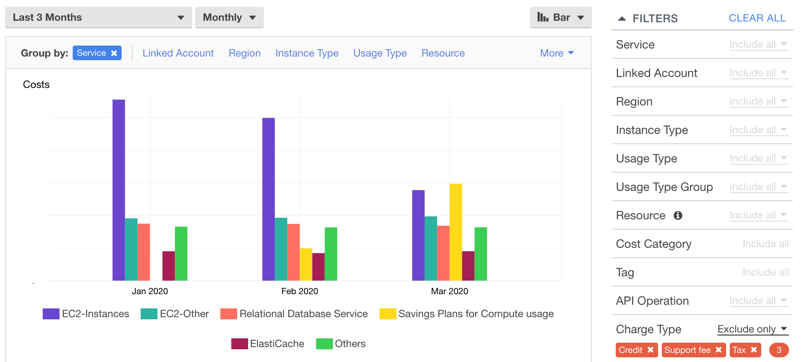 Last 3 Months Monthly Bar
Group by: Service Linked Account Region Instance Type Usage Type Resource More
Costs
Jan 2020 Feb 2020 Mar 2020
EC2-Instances EC2-Other Relational Database Service Savings Plans for Compute usage
ElastiCache Others
FILTERS CLEAR ALL
Service Include all
Linked Account Include all
Region Include all
Instance Type Include all
Usage Type Include all
Usage Type Group Include all
Resource Include all
Cost Category Include all
Tag Include all
API Operation Include all
Charge Type Exclude only
Credit Support fee Tax 3